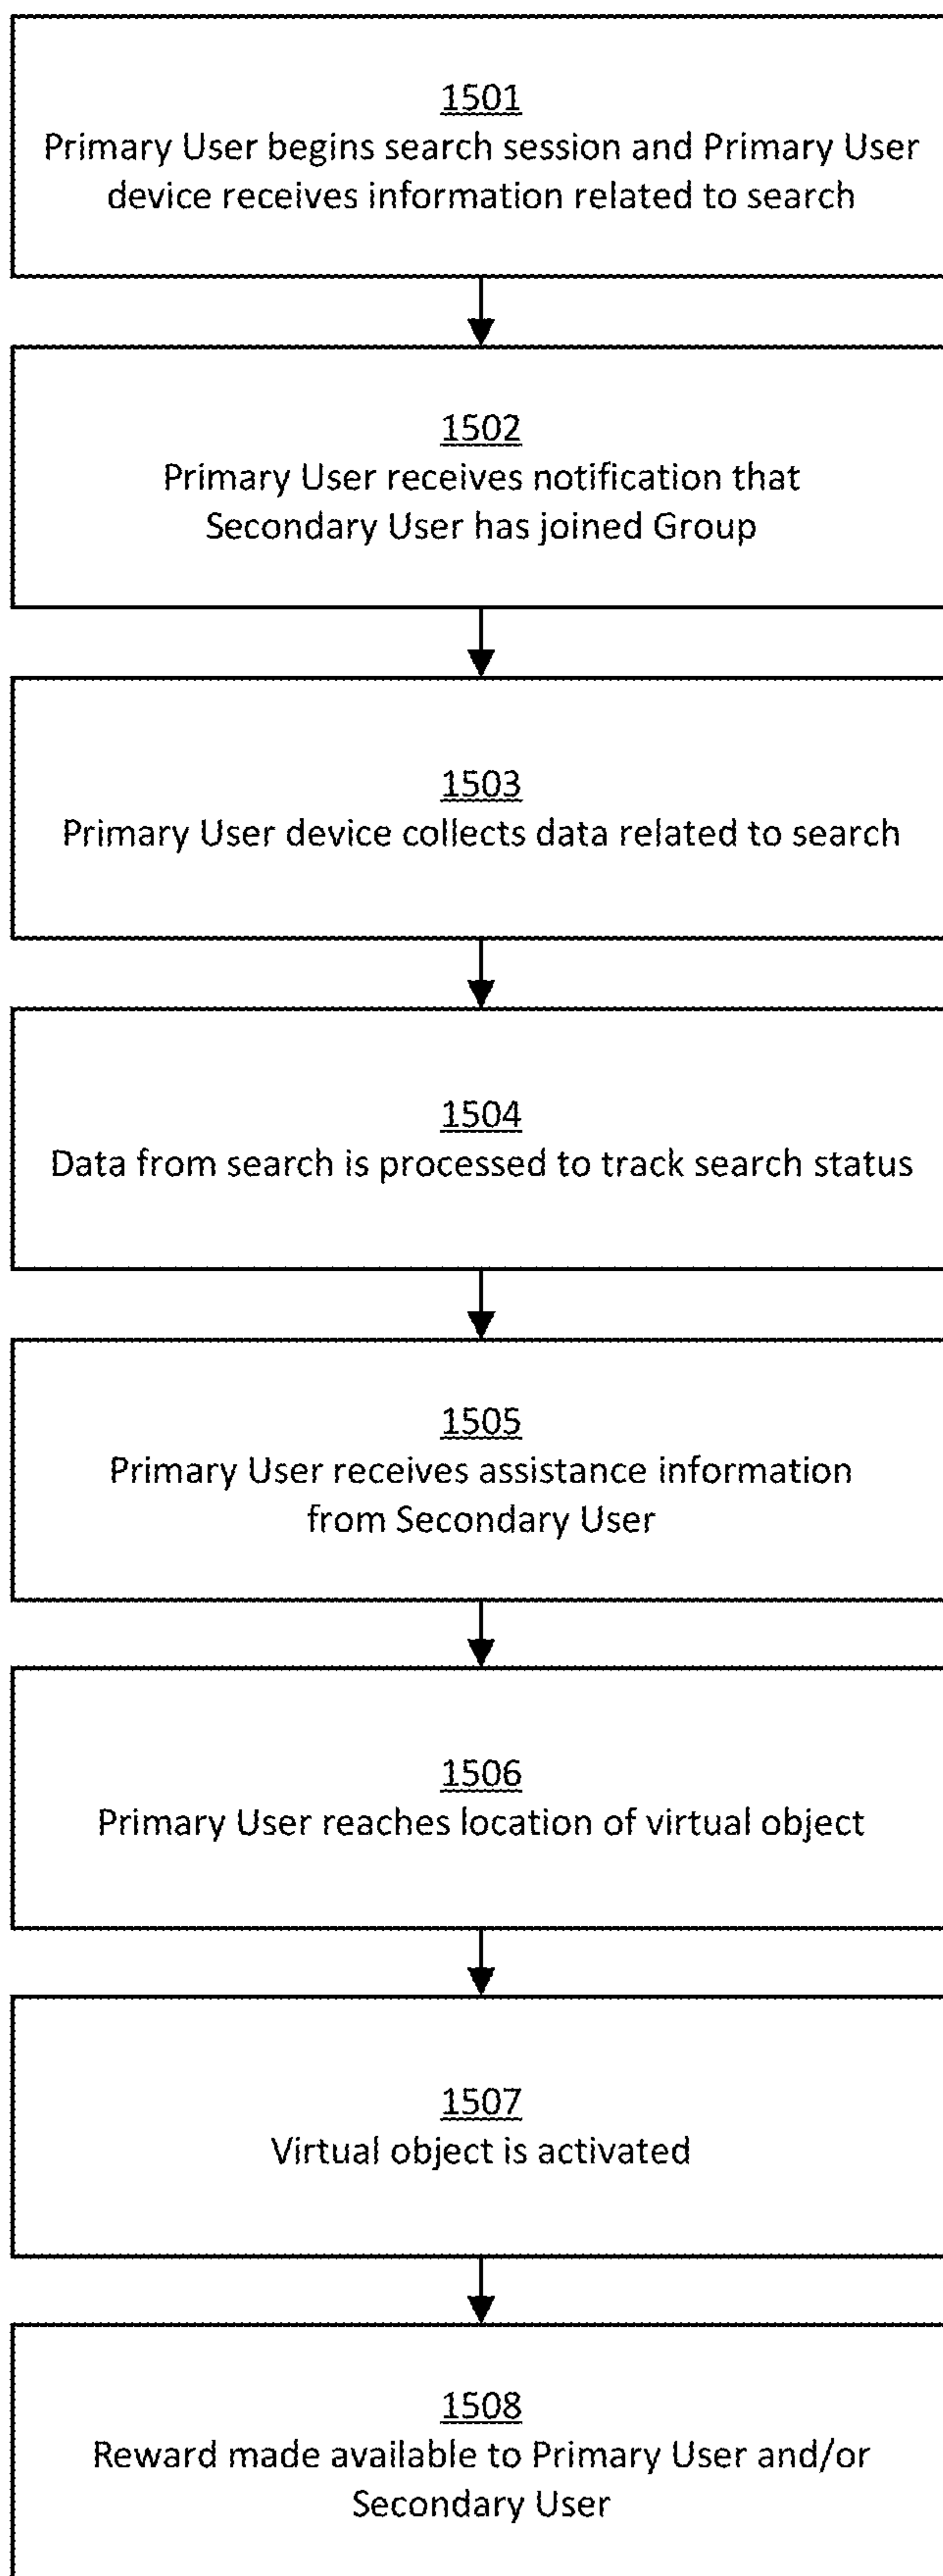 1501
Primary User begins search session and Primary User
device receives information related to search
1502
Primary User receives notification that
Secondary User has joined Group
1503
Primary User device collects data related to search
1504
Data from search is processed to track search status
1505
Primary User receives assistance information
from Secondary User
1506
Primary User reaches location of virtual object
1507
Virtual object is activated
1508
Reward made available to Primary User and/or
Secondary User